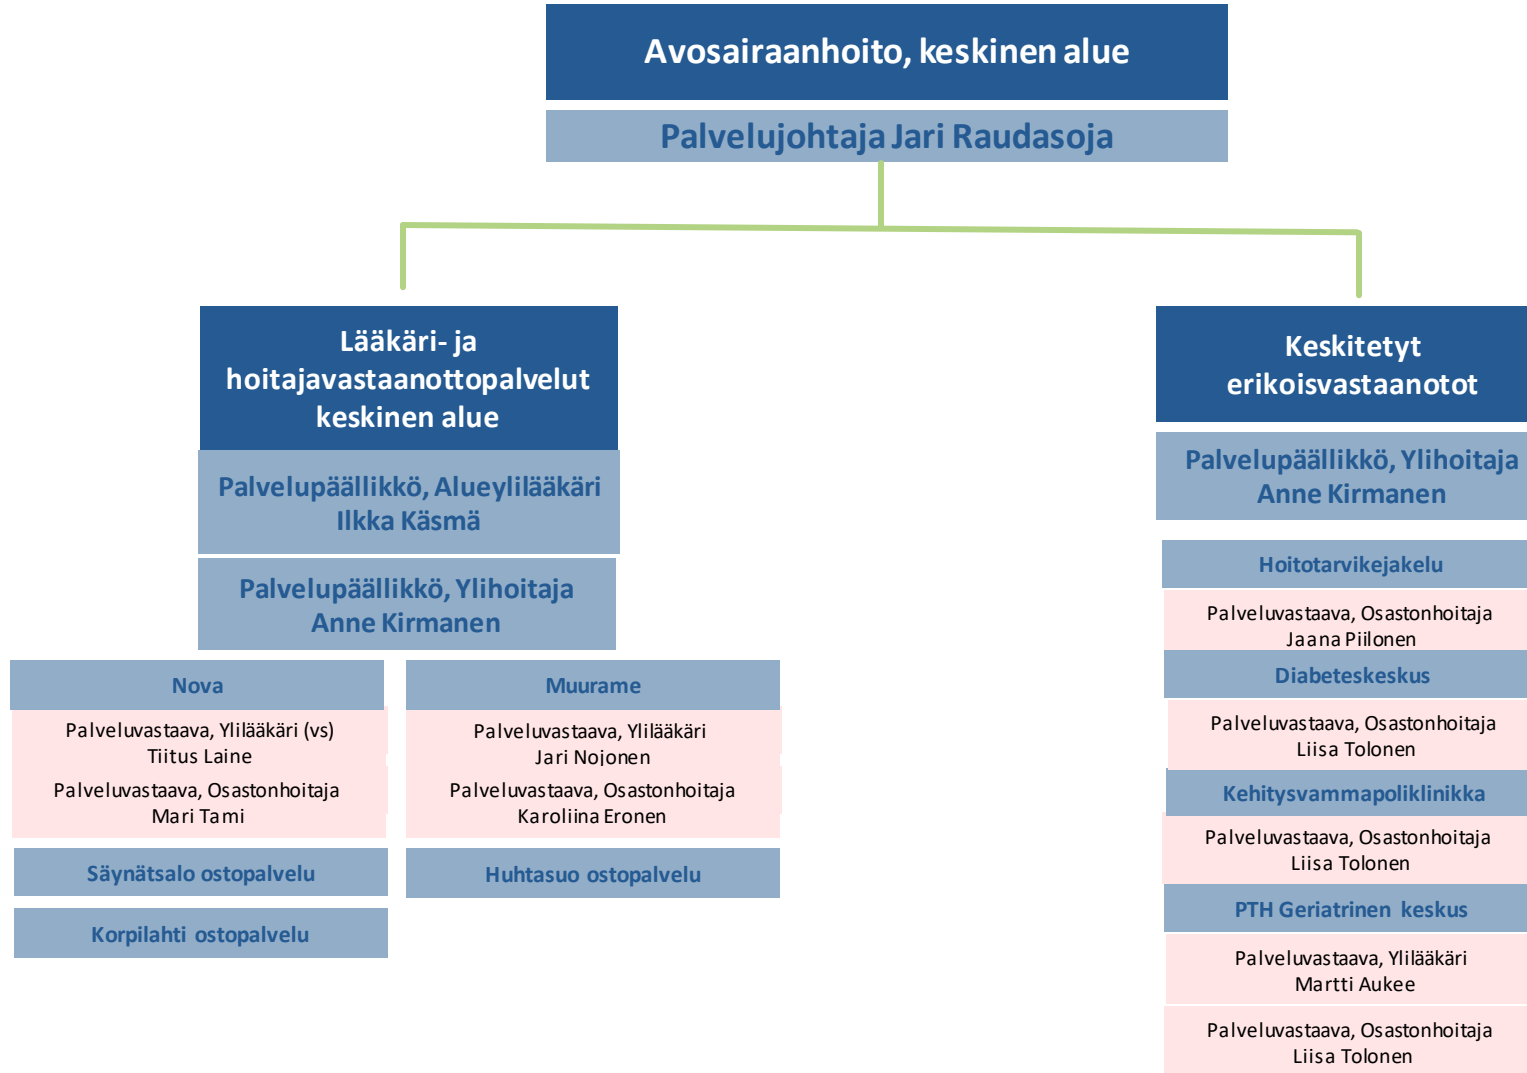 Avosairaanhoito, keskinen alue
Palvelujohtaja Jari Raudasoja
Lääkäri- ja
hoitajavastaanottopalvelut
keskinen alue
Palvelupäällikkö, Alueylilääkäri
Ilkka Käsmä
Palvelupäällikkö, Ylihoitaja
Anne Kirmanen
Nova
Palveluvastaava, Ylilääkäri (vs)
Tiitus Laine
Palveluvastaava, Osastonhoitaja
Mari Tami
Säynätsalo ostopalvelu
Korpilahti ostopalvelu
Muurame
Palveluvastaava, Ylilääkäri
Jari Nojonen
Palveluvastaava, Osastonhoitaja
Karoliina Eronen
Huhtasuo ostopalvelu
Keskitetyt
erikoisvastaanotot
Palvelupäällikkö, Ylihoitaja
Anne Kirmanen
Hoitotarvikejakelu
Palveluvastaava, Osastonhoitaja
Jaana Piilonen
Diabeteskeskus
Palveluvastaava, Osastonhoitaja
Liisa Tolonen
Kehitysvammapoliklinikka
Palveluvastaava, Osastonhoitaja
Liisa Tolonen
PTH Geriatrinen keskus
Palveluvastaava, Ylilääkäri
Martti Aukee
Palveluvastaava, Osastonhoitaja
Liisa Tolonen